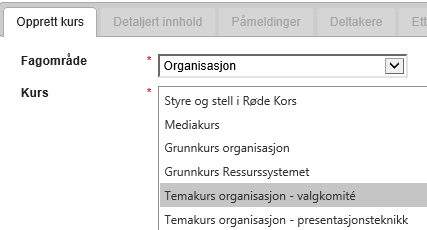 Opprett kurs Detaljert innhold Påmeldinger Deltakere Ett
Fagområde * Organisasjon
Kurs * Styre og stell i Røde Kors
Mediakurs
Grunnkurs organisasjon
Grunnkurs Ressurssystemet
Temakurs organisasjon - valgkomité
Temakurs organisasjon - presentasjonsteknikk